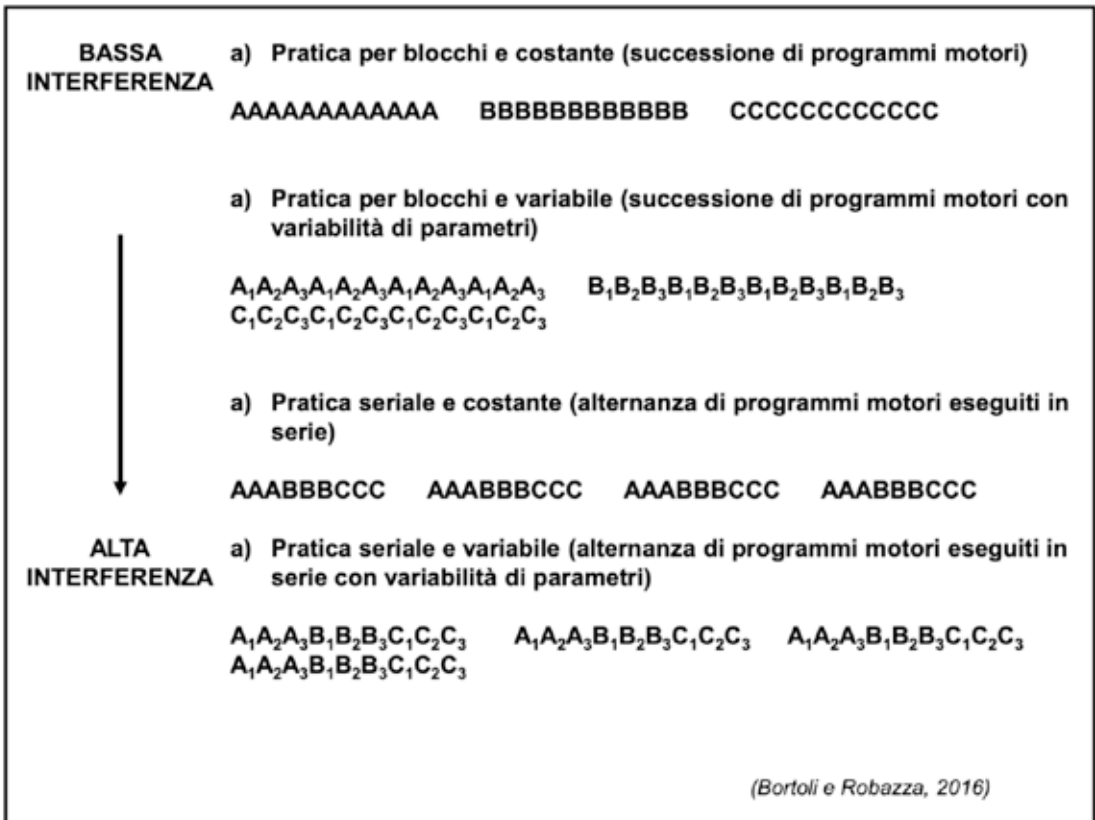 BASSA INTERFERENZA
a) Pratica per blocchi e costante (successione di programmi motori)
AAAAAAAAAAAA BBBBBBBBBBBB CCCCCCCCCCCC
a) Pratica per blocchi e variabile (successione di programmi motori con
variabilità di parametri)
A₁A₂A₃A₁A₂A₃A₁A₂A₃A₁A₂A₃ B₁B₂B₃B₁B₂B₃B₁B₂B₃B₁B₂B₃
C₁C₂C₃C₁C₂C₃C₁C₂C₃C₁C₂C₃
a) Pratica seriale e costante (alternanza di programmi motori eseguiti in
serie)
AAABBBCCC AAABBBCCC AAABBBCCC AAABBBCCC
ALTA INTERFERENZA
a) Pratica seriale e variabile (alternanza di programmi motori eseguiti in
serie con variabilità di parametri)
A₁A₂A₃B₁B₂B₃C₁C₂C₃ A₁A₂A₃B₁B₂B₃C₁C₂C₃ A₁A₂A₃B₁B₂B₃C₁C₂C₃
A₁A₂A₃B₁B₂B₃C₁C₂C₃
(Bortoli e Robazza, 2016)